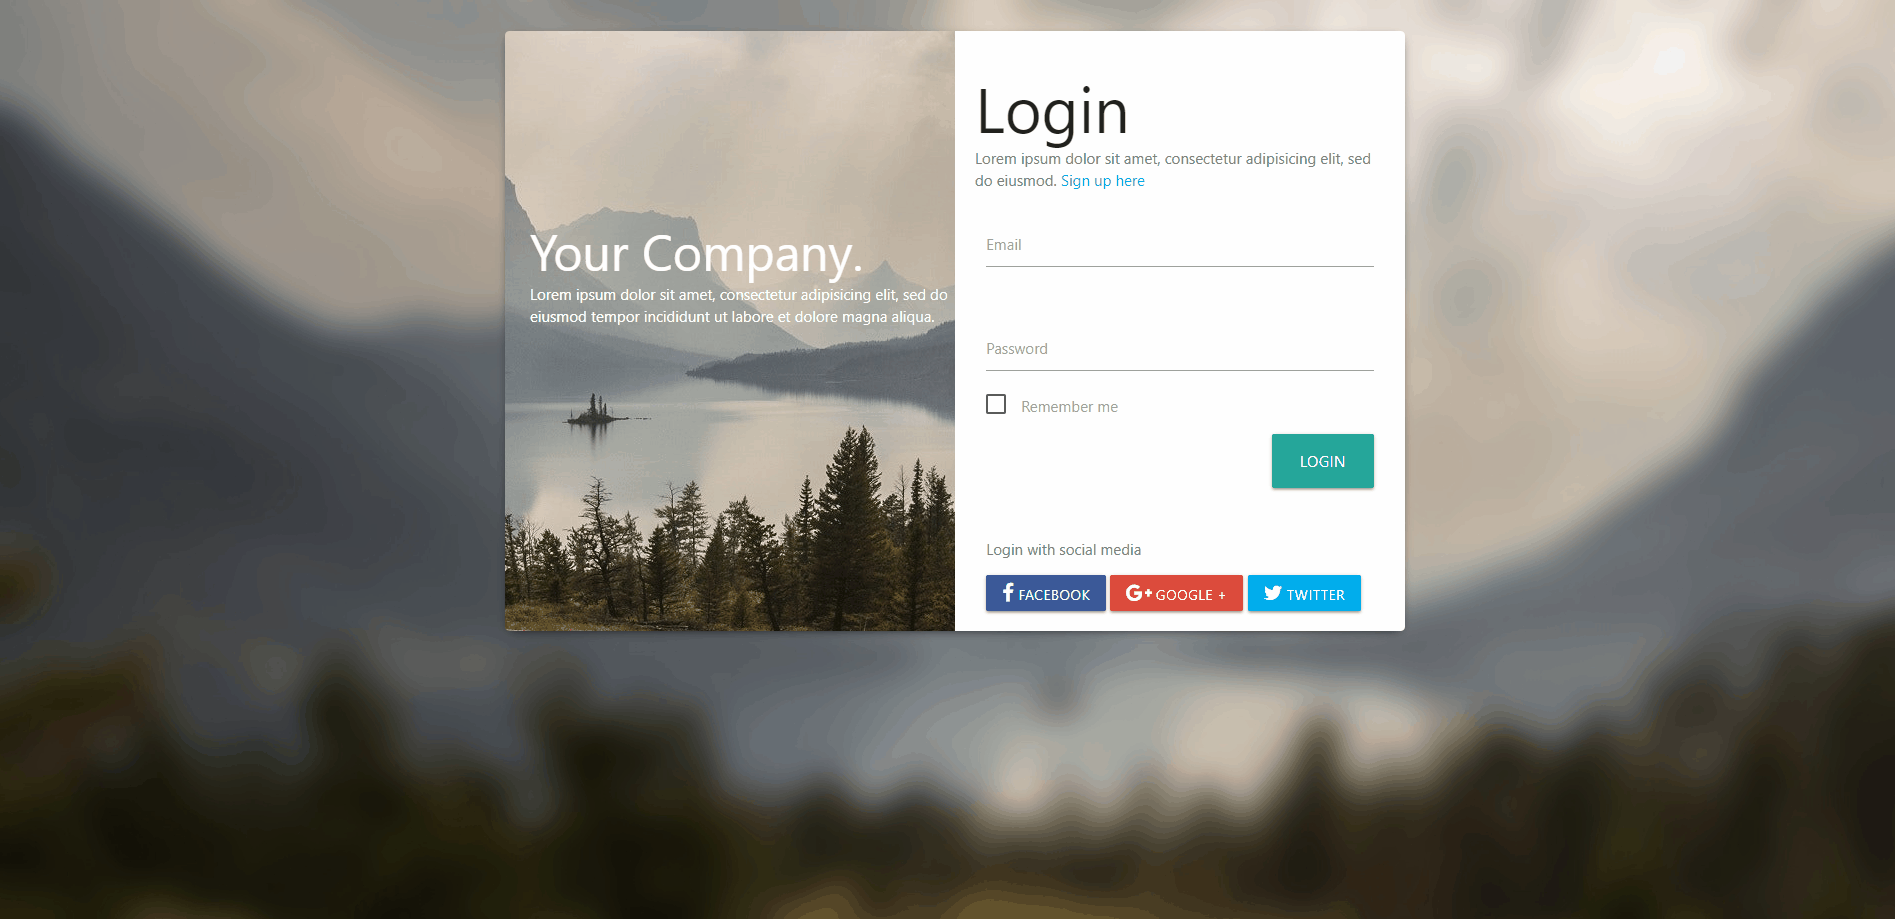 Your Company.
Lorem ipsum dolor sit amet, consectetur adipisicing elit, sed do
eiusmod tempor incididunt ut labore et dolore magna aliqua.
Login
Lorem ipsum dolor sit amet, consectetur adipisicing elit, sed
do eiusmod. Sign up here
Email
Password
Remember me
LOGIN
Login with social media
FACEBOOK
GOOGLE +
TWITTER